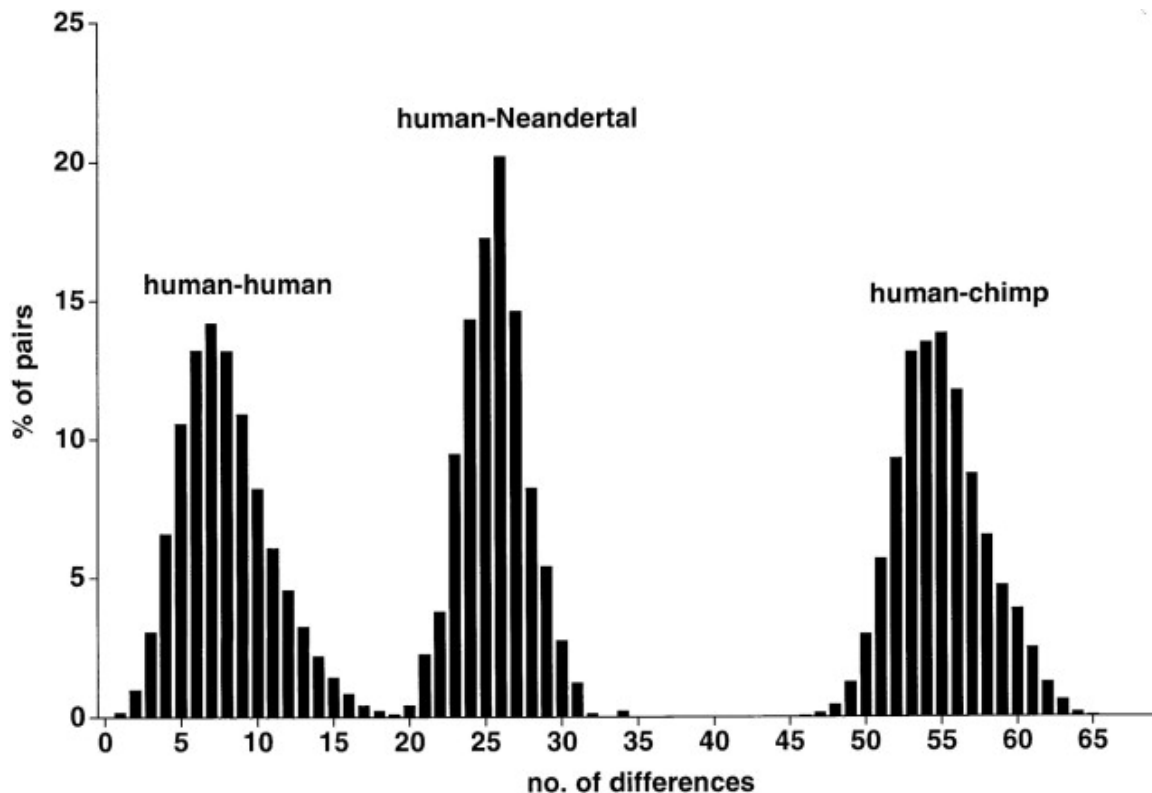 25
human-Neandertal
20
human-human
human-chimp
15
% of pairs
10
5
0
0 5 10 15 20 25 30 35 40 45 50 55 60 65
no. of differences